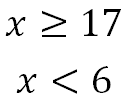 x ≥ 17
x < 6